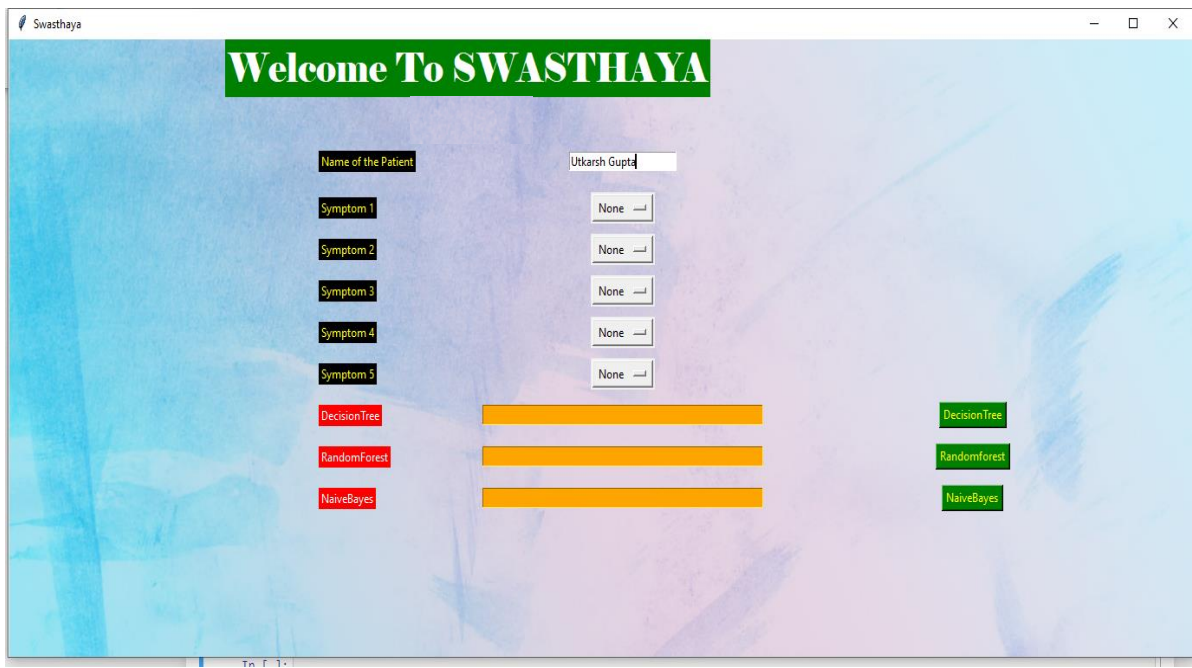 Swasthaya
Welcome To SWASTHAYA
Name of the Patient Utkarsh Gupta
Symptom 1 None
Symptom 2 None
Symptom 3 None
Symptom 4 None
Symptom 5 None
DecisionTree DecisionTree
RandomForest Randomforest
NaiveBayes NaiveBayes
In [ ]: